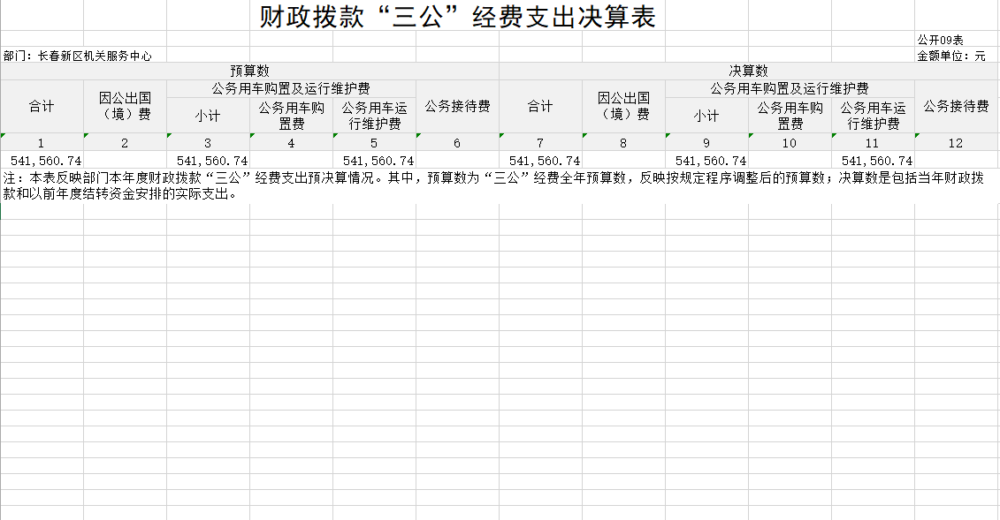 财政拨款“三公”经费支出决算表
公开09表
部门：长春新区机关服务中心
金额单位：元
预算数
决算数
合计
因公出国
（境）费
公务用车购置及运行维护费
小计
公务用车购
置费
公务用车运
行维护费
公务接待费
合计
因公出国
（境）费
公务用车购置及运行维护费
小计
公务用车购
置费
公务用车运
行维护费
公务接待费
1 2 3 4 5 6 7 8 9 10 11 12
541,560.74 541,560.74 541,560.74 541,560.74 541,560.74 541,560.74
注：本表反映部门本年度财政拨款“三公”经费支出预决算情况。其中，预算数为“三公”经费全年预算数，反映按规定程序调整后的预算数；决算数是包括当年财政拨
款和以前年度结转资金安排的实际支出。